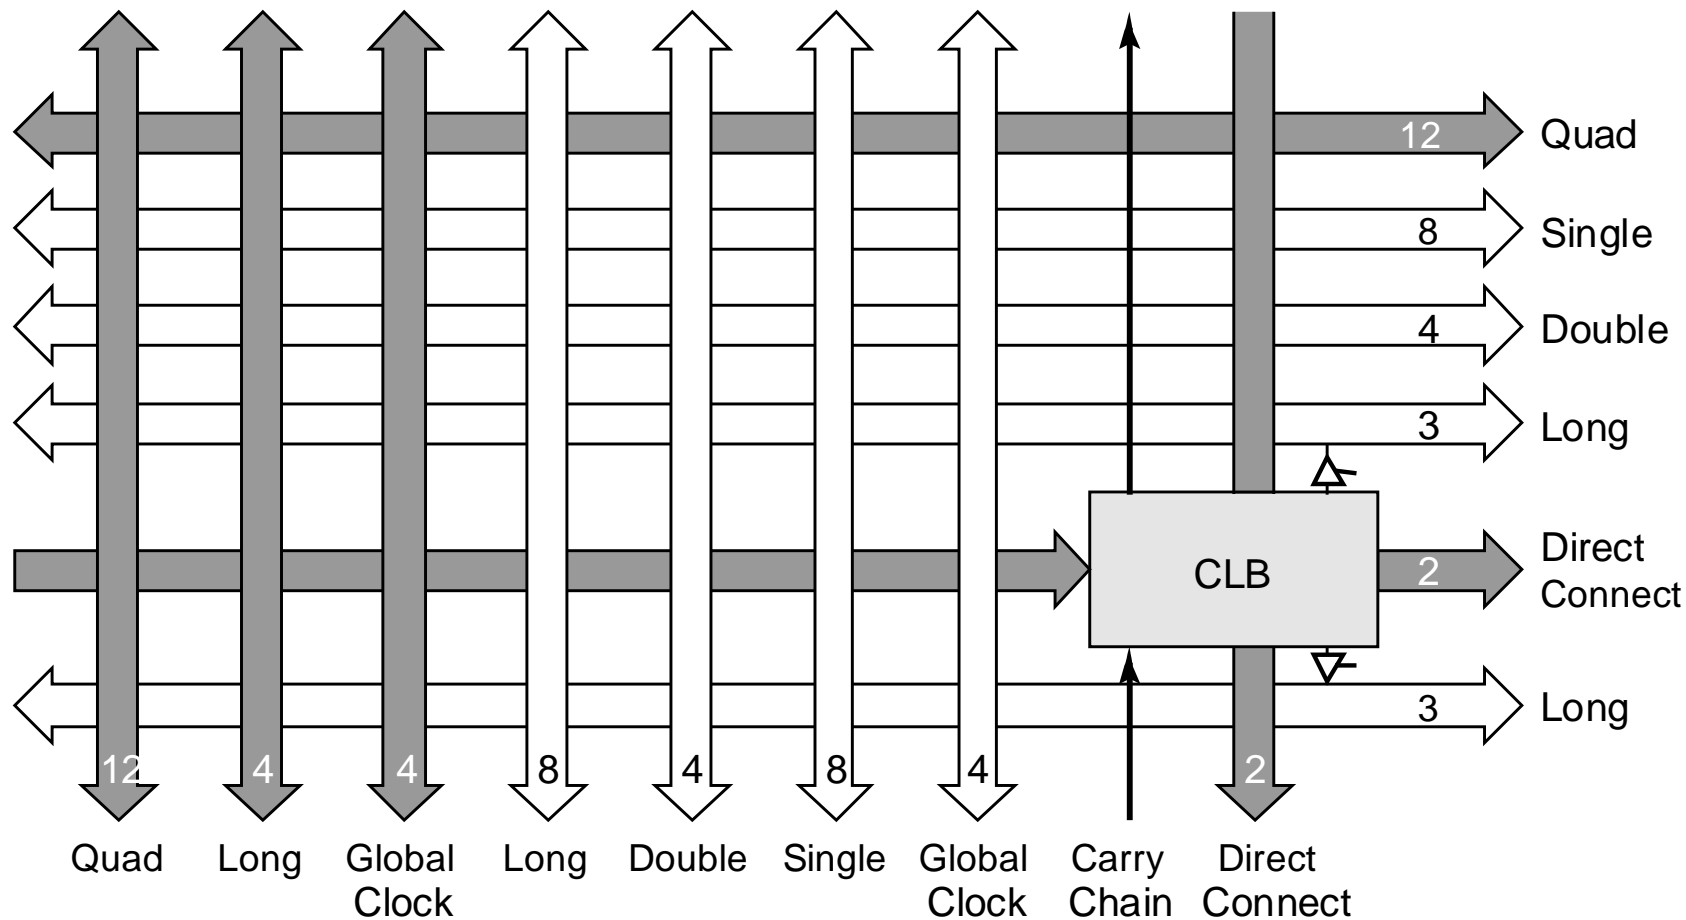 12 Quad
8 Single
4 Double
3 Long
Direct
CLB 2
Connect
3 Long
12 4 4 8 4 8 4 2
Quad Long Global Long Double Single Global Carry Direct
Clock Clock Chain Connect